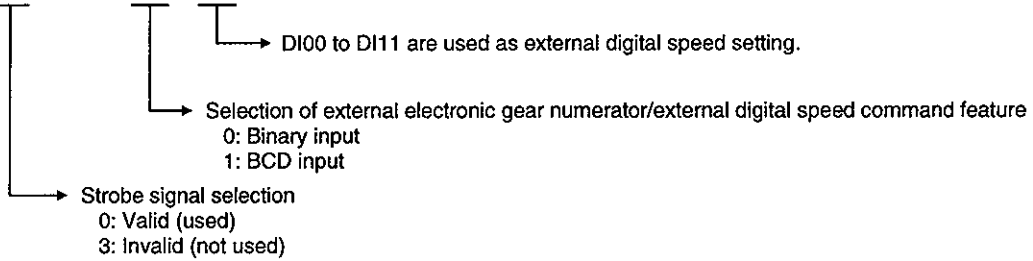 DI00 to DI11 are used as external digital speed setting.
Selection of external electronic gear numerator/external digital speed command feature
0: Binary input
1: BCD input
Strobe signal selection
0: Valid (used)
3: Invalid (not used)